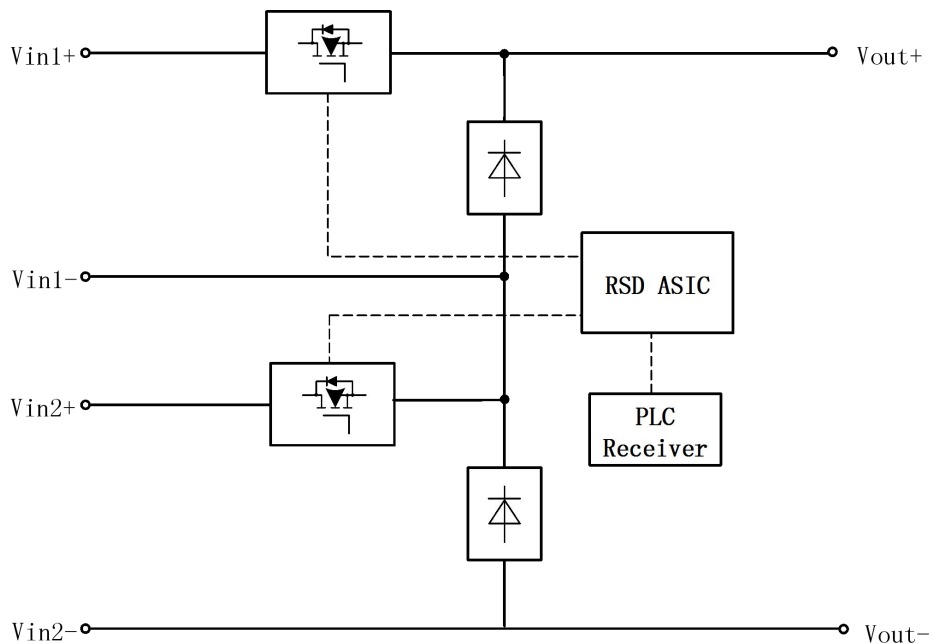 Vin1+
Vout+
Vin1-
RSD ASIC
Vin2+
PLC
Receiver
Vin2-
Vout-